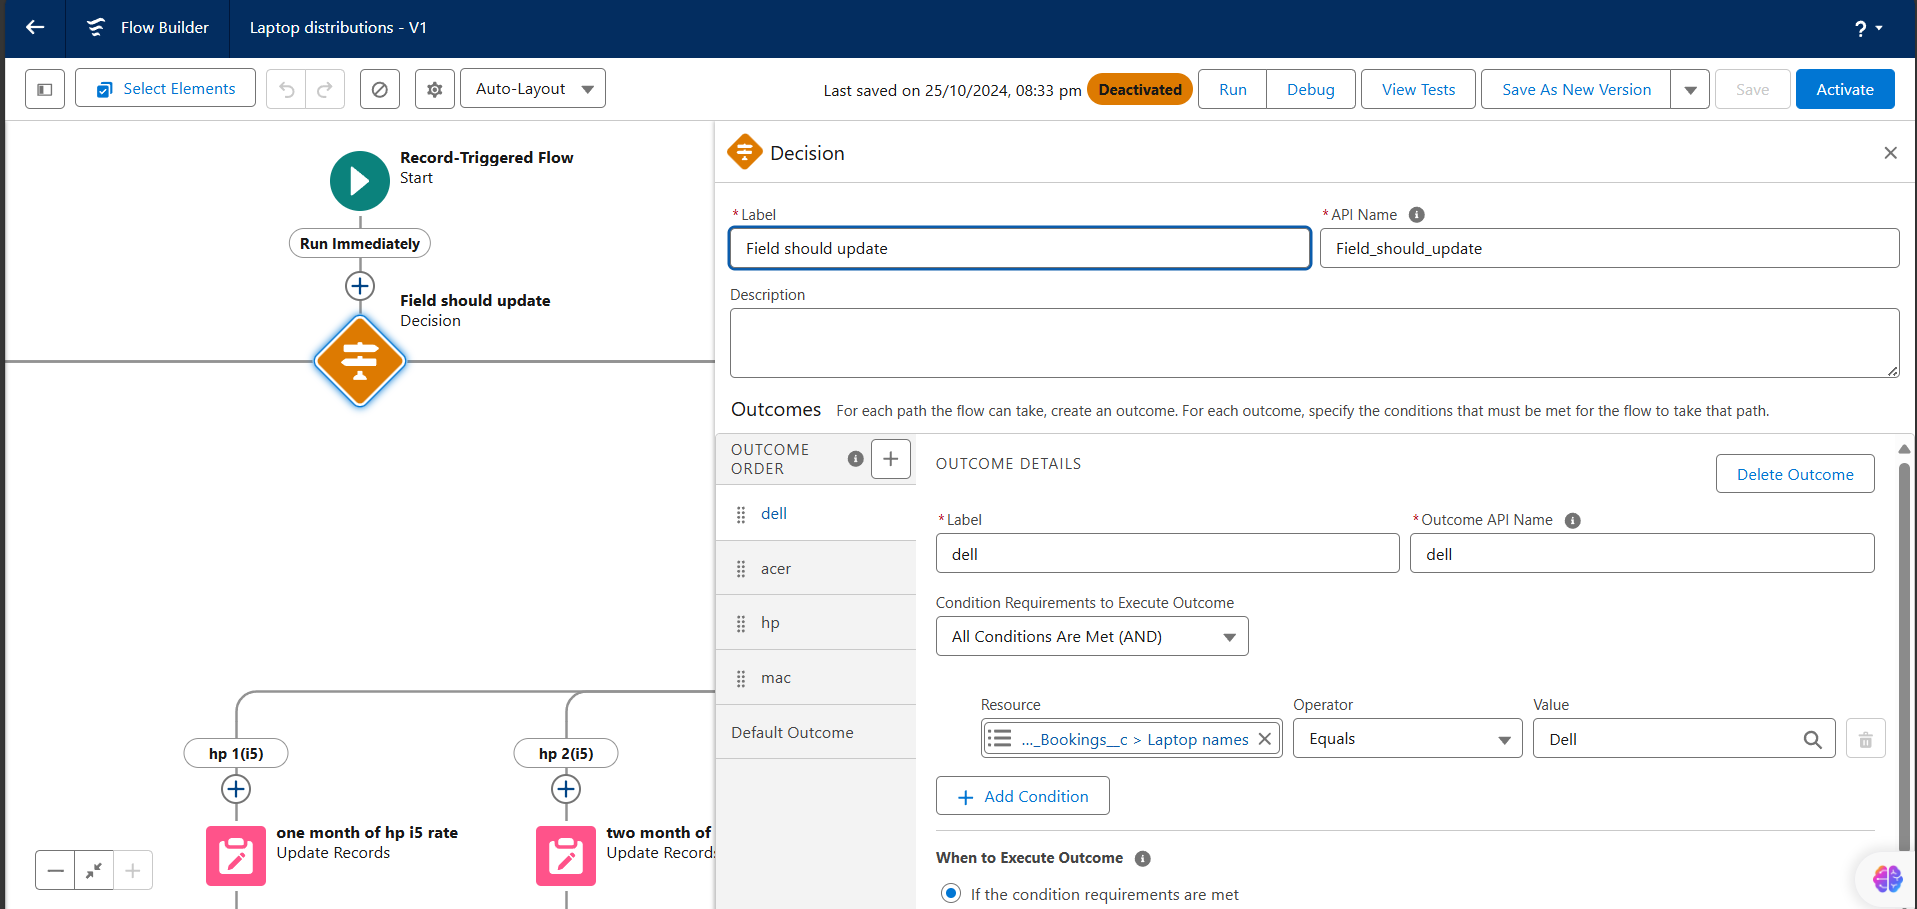 Flow Builder
Laptop distributions - V1
?
Select Elements
Auto-Layout
Last saved on 25/10/2024, 08:33 pm
Deactivated
Run
Debug
View Tests
Save As New Version
Save
Activate
Record-Triggered Flow
Start
Run Immediately
Field should update
Decision
hp 1(i5)
one month of hp i5 rate
Update Records
hp 2(i5)
two month of
Update Record
Decision
*Label
Field should update
*API Name
Field_should_update
Description
Outcomes
For each path the flow can take, create an outcome. For each outcome, specify the conditions that must be met for the flow to take that path.
OUTCOME
ORDER
dell
acer
hp
mac
Default Outcome
OUTCOME DETAILS
Delete Outcome
*Label
dell
*Outcome API Name
dell
Condition Requirements to Execute Outcome
All Conditions Are Met (AND)
Resource
..._Bookings__c > Laptop names
Operator
Equals
Value
Dell
Add Condition
When to Execute Outcome
If the condition requirements are met